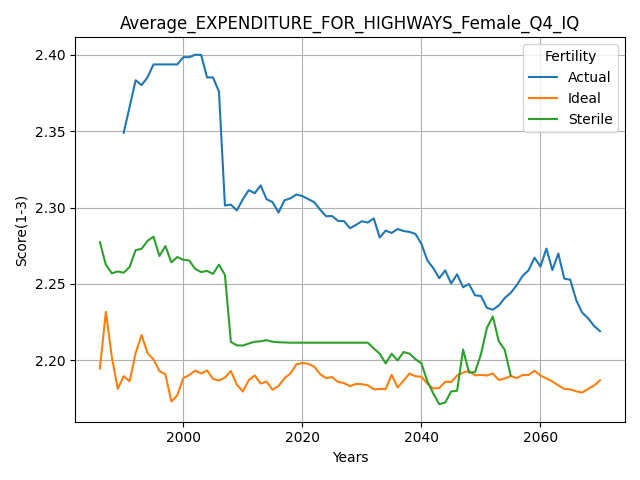 Average_EXPENDITURE_FOR_HIGHWAYS_Female_Q4_IQ
Fertility
Actual
Ideal
Sterile
Score(1-3)
2.40
2.35
2.30
2.25
2.20
2000
2020
2040
2060
Years